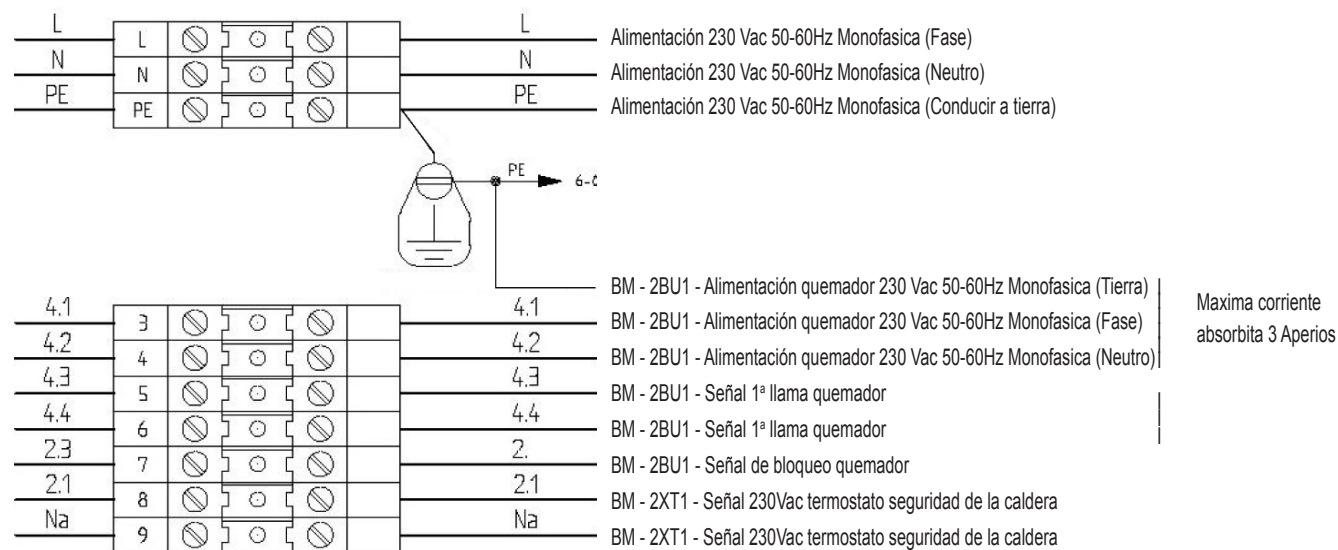 L L L Alimentación 230 Vac 50-60Hz Monofasica (Fase)
N N N Alimentación 230 Vac 50-60Hz Monofasica (Neutro)
PE PE PE Alimentación 230 Vac 50-60Hz Monofasica (Conducir a tierra)
PE
BM - 2BU1 - Alimentación quemador 230 Vac 50-60Hz Monofasica (Tierra)
4.1 3 4.1 BM - 2BU1 - Alimentación quemador 230 Vac 50-60Hz Monofasica (Fase)
4.2 4 4.2 BM - 2BU1 - Alimentación quemador 230 Vac 50-60Hz Monofasica (Neutro)
Maxima corriente
absorbita 3 Aperios
4.3 5 4.3 BM - 2BU1 - Señal 1ª llama quemador
4.4 6 4.4 BM - 2BU1 - Señal 1ª llama quemador
2.3 7 2. BM - 2BU1 - Señal de bloqueo quemador
2.1 8 2.1 BM - 2XT1 - Señal 230Vac termostato seguridad de la caldera
Na 9 Na BM - 2XT1 - Señal 230Vac termostato seguridad de la caldera